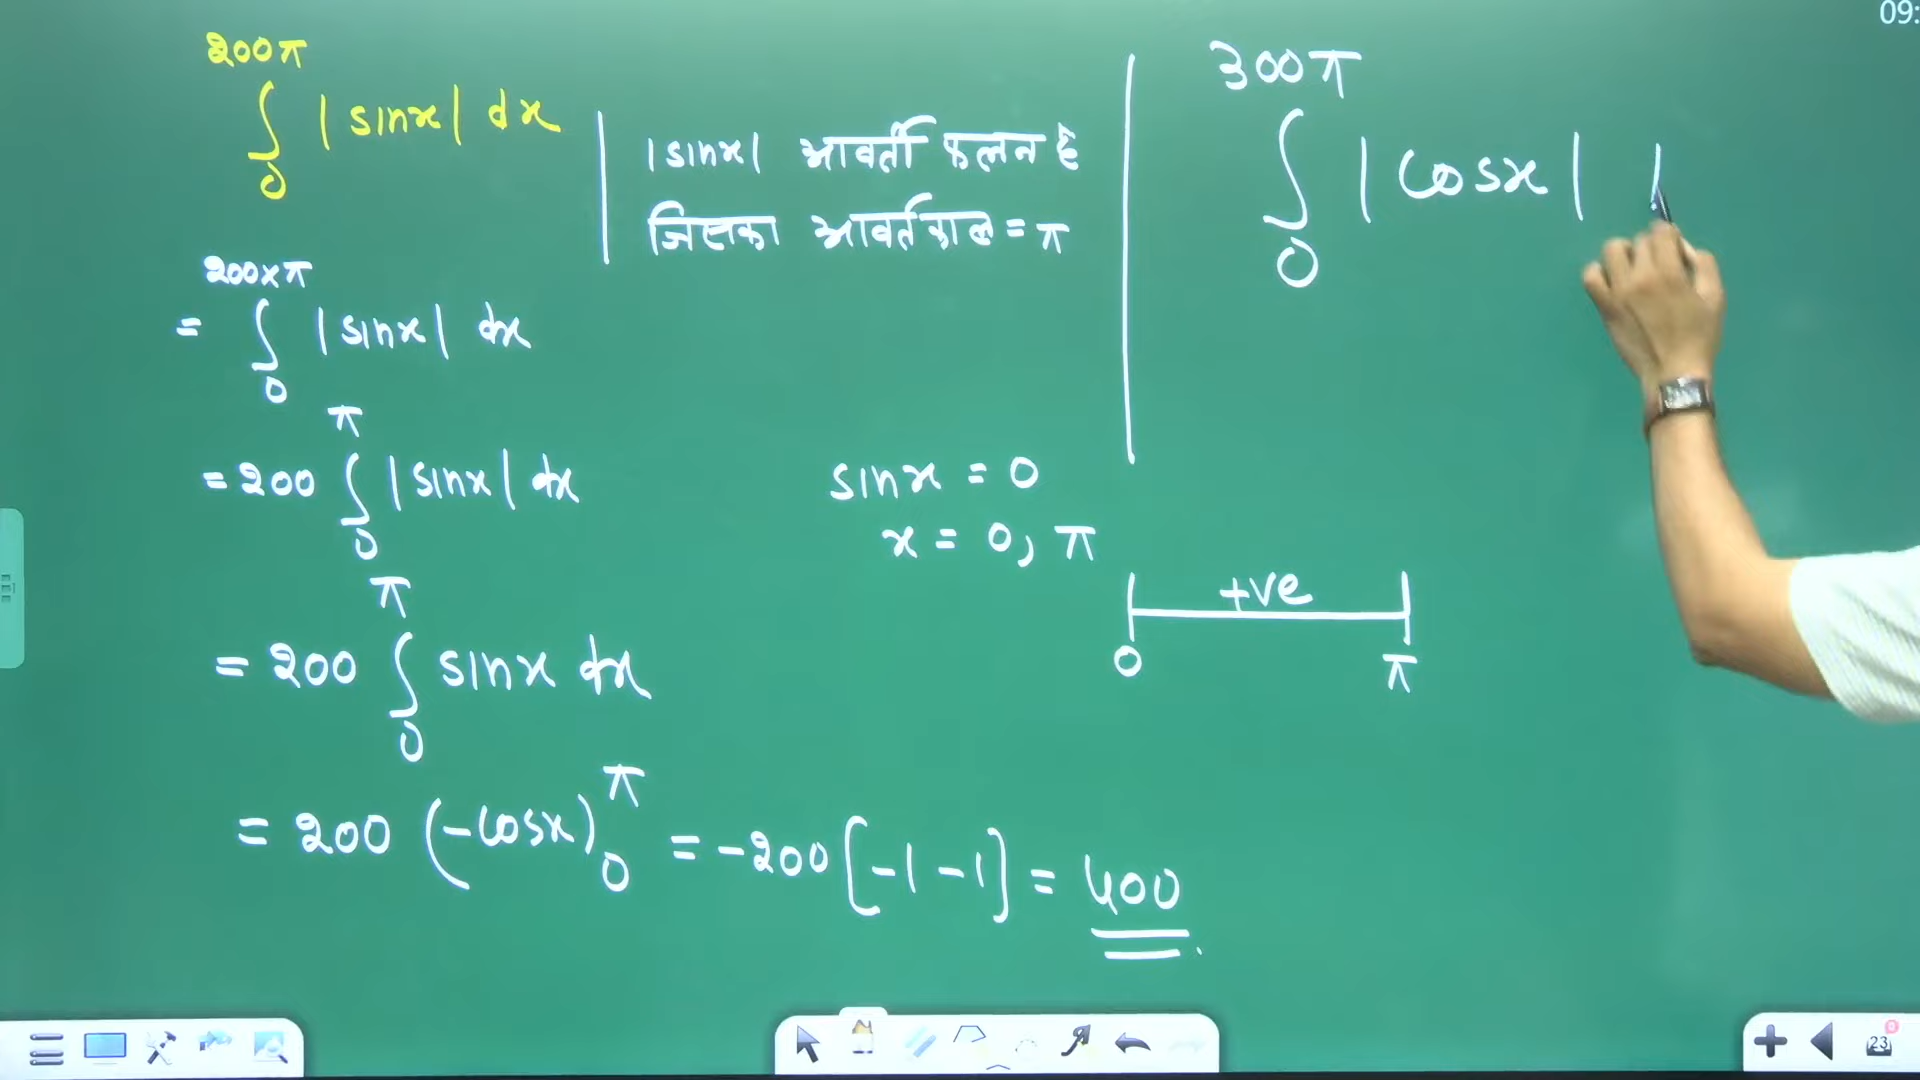 200π
∫ |sinx| dx
0
|sinx| आवर्ती फलन है
जिसका आवर्तकाल = π
200×π
= ∫ |sinx| dx
0
π
= 200 ∫ |sinx| dx
0
π
= 200 ∫ sinx dx
0
= 200 (-cosx)₀^π = -200 [-1 -1] = 400
sinx = 0
x = 0, π
+ve
0 π
300π
∫ |cosx|
0
09:
23
0